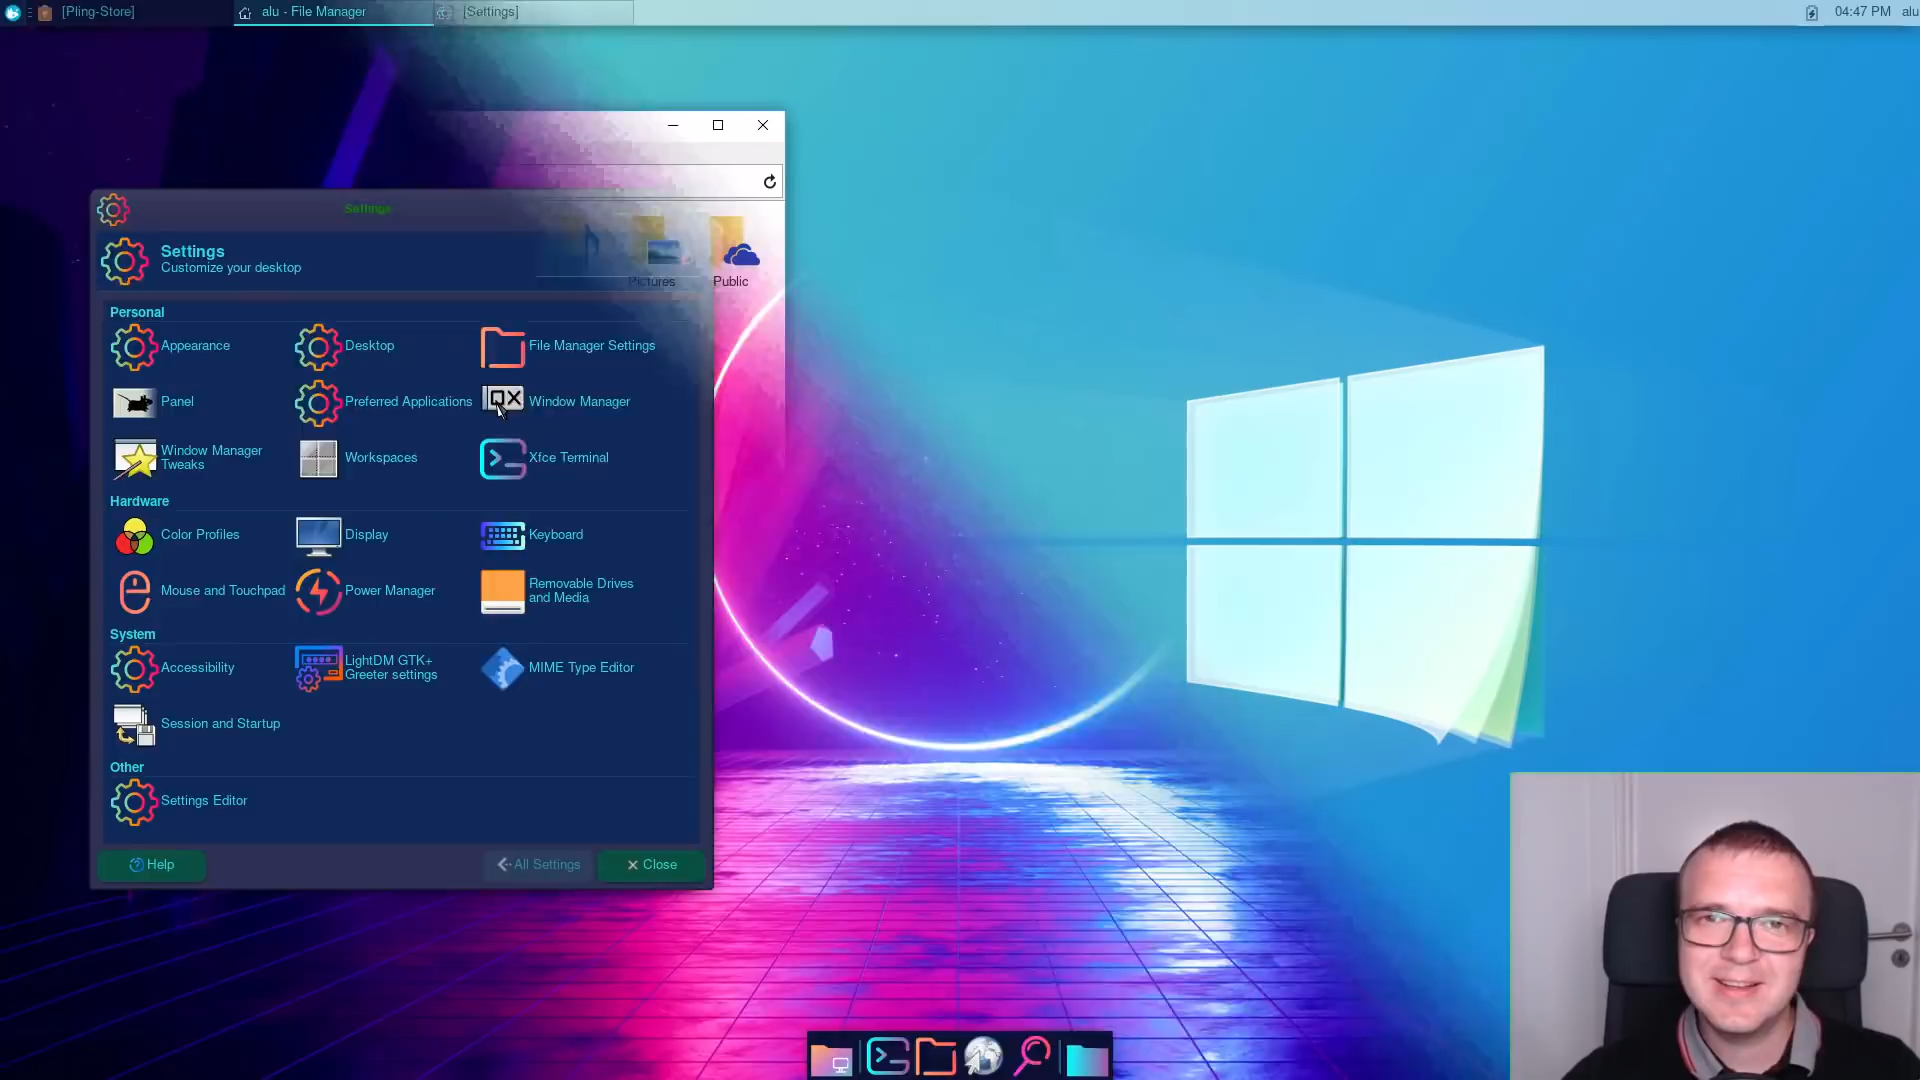 [Pling-Store]
alu - File Manager
[Settings]
04:47 PM
alu
Settings
Settings
Customize your desktop
Pictures
Public
Personal
Appearance
Desktop
File Manager Settings
Panel
Preferred Applications
Window Manager
Window Manager
Tweaks
Workspaces
Xfce Terminal
Hardware
Color Profiles
Display
Keyboard
Mouse and Touchpad
Power Manager
Removable Drives
and Media
System
Accessibility
LightDM GTK+
Greeter settings
MIME Type Editor
Session and Startup
Other
Settings Editor
Help
All Settings
Close